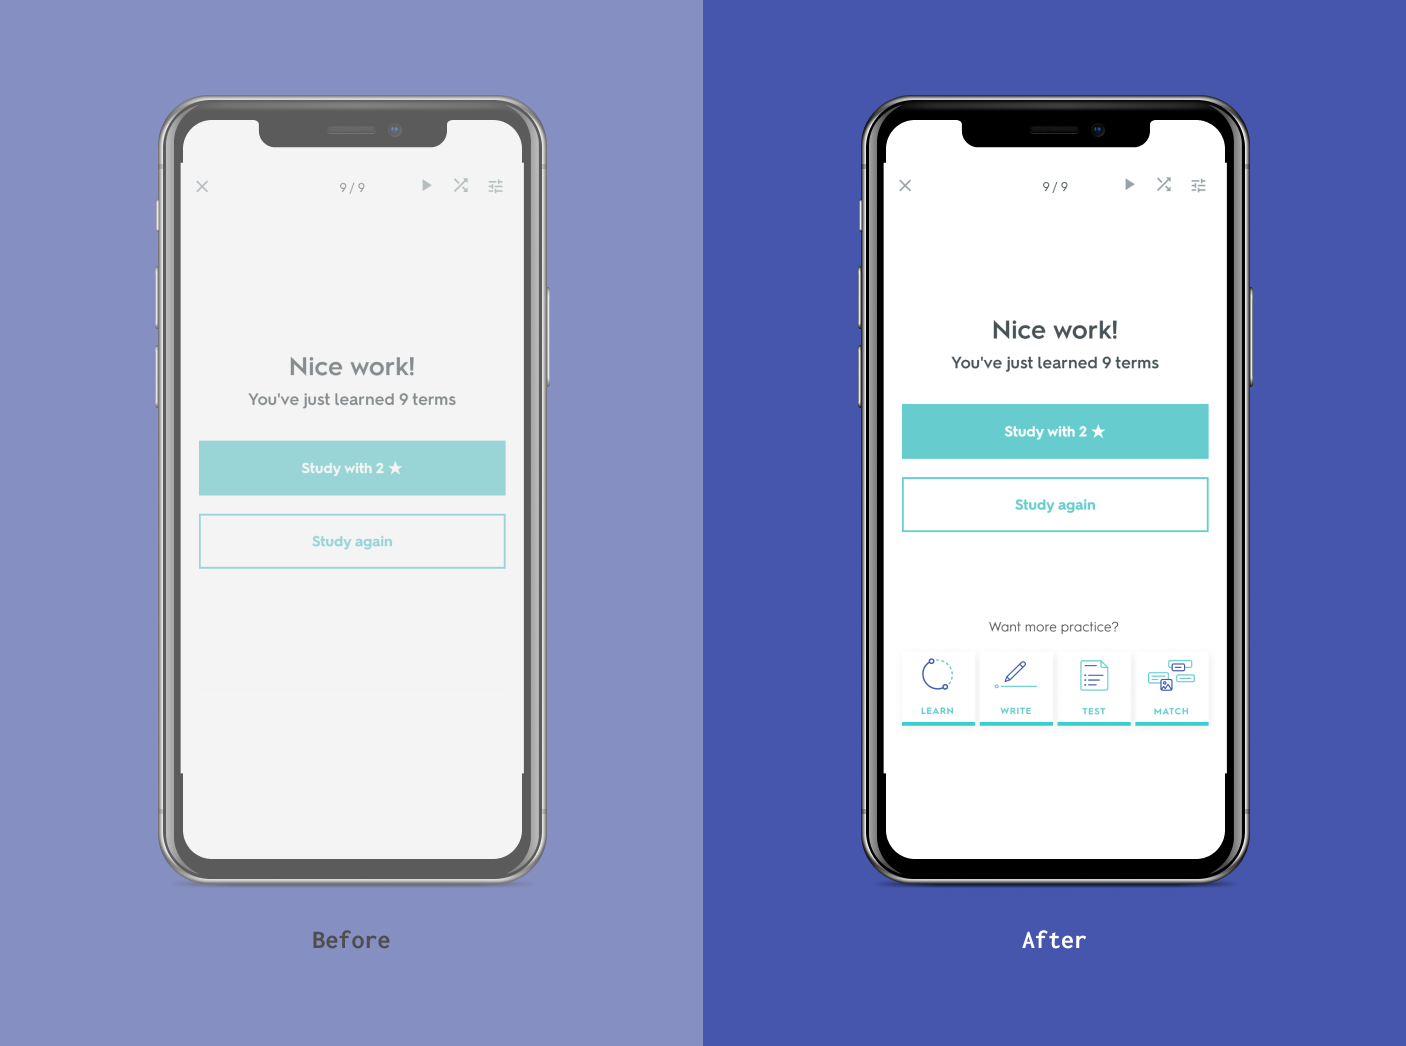 9 / 9
Nice work!
You've just learned 9 terms
Study with 2 ★
Study again
Before
9 / 9
Nice work!
You've just learned 9 terms
Study with 2 ★
Study again
Want more practice?
LEARN
WRITE
TEST
MATCH
After